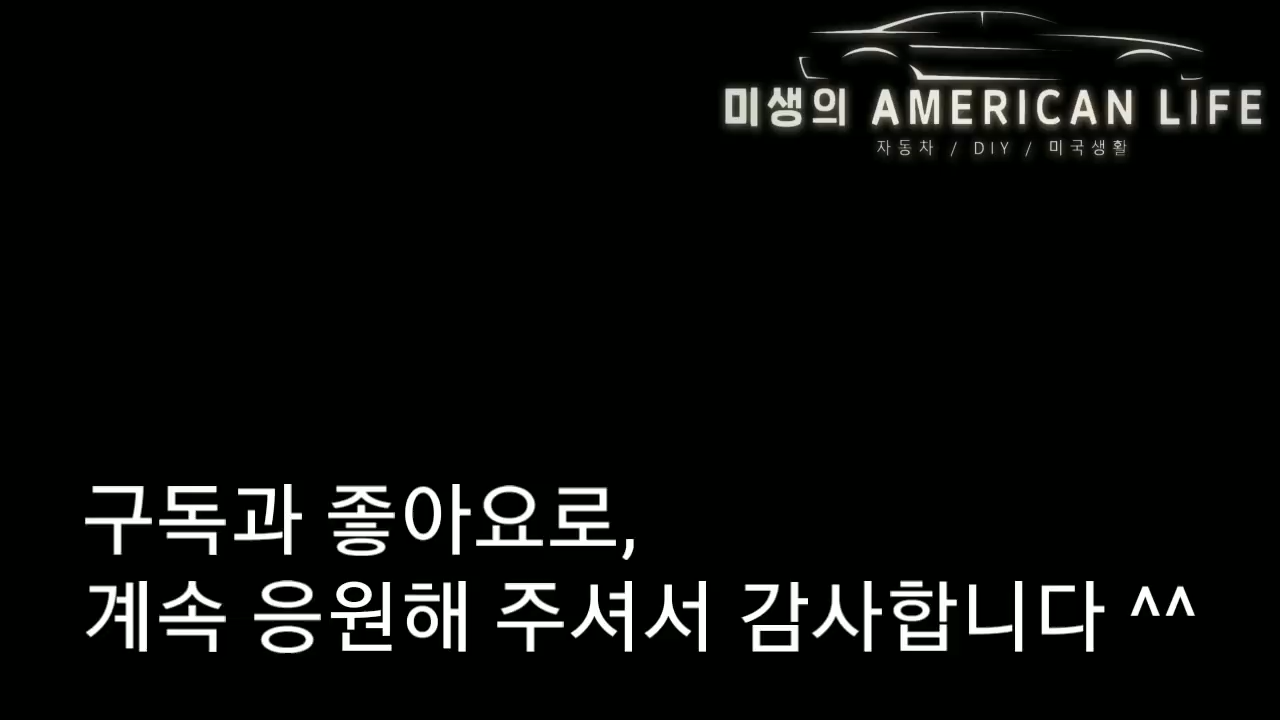 미생의 AMERICAN LIFE
자동차 / DIY / 미국생활
구독과 좋아요로,
계속 응원해 주셔서 감사합니다 ^^